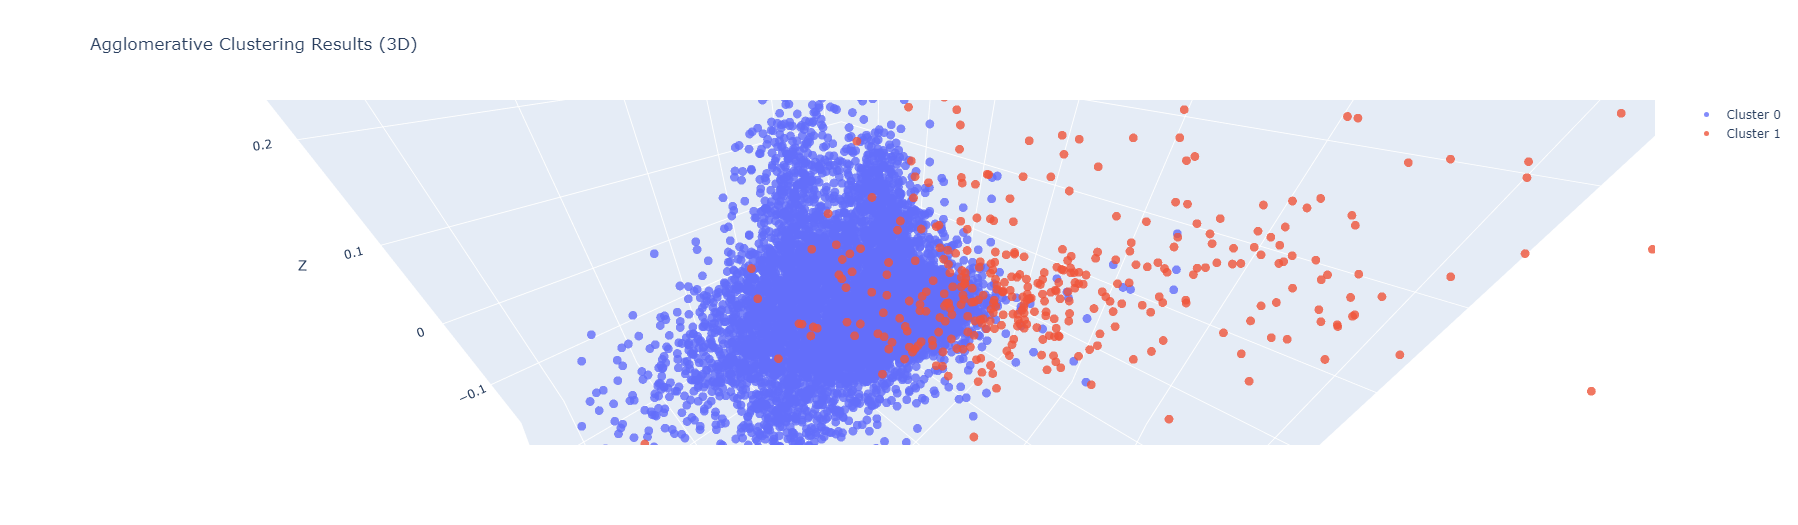 Agglomerative Clustering Results (3D)
Cluster 0
Cluster 1
0.2
0.1
Z
0
−0.1